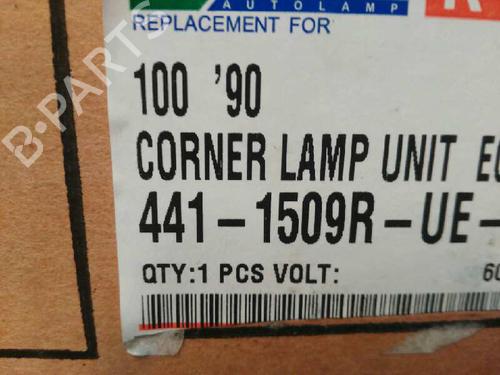 AUTOLAMP
R
REPLACEMENT FOR
100 '90
CORNER LAMP UNIT
441-1509R-UE-
QTY:1 PCS VOLT:
B-PARTS